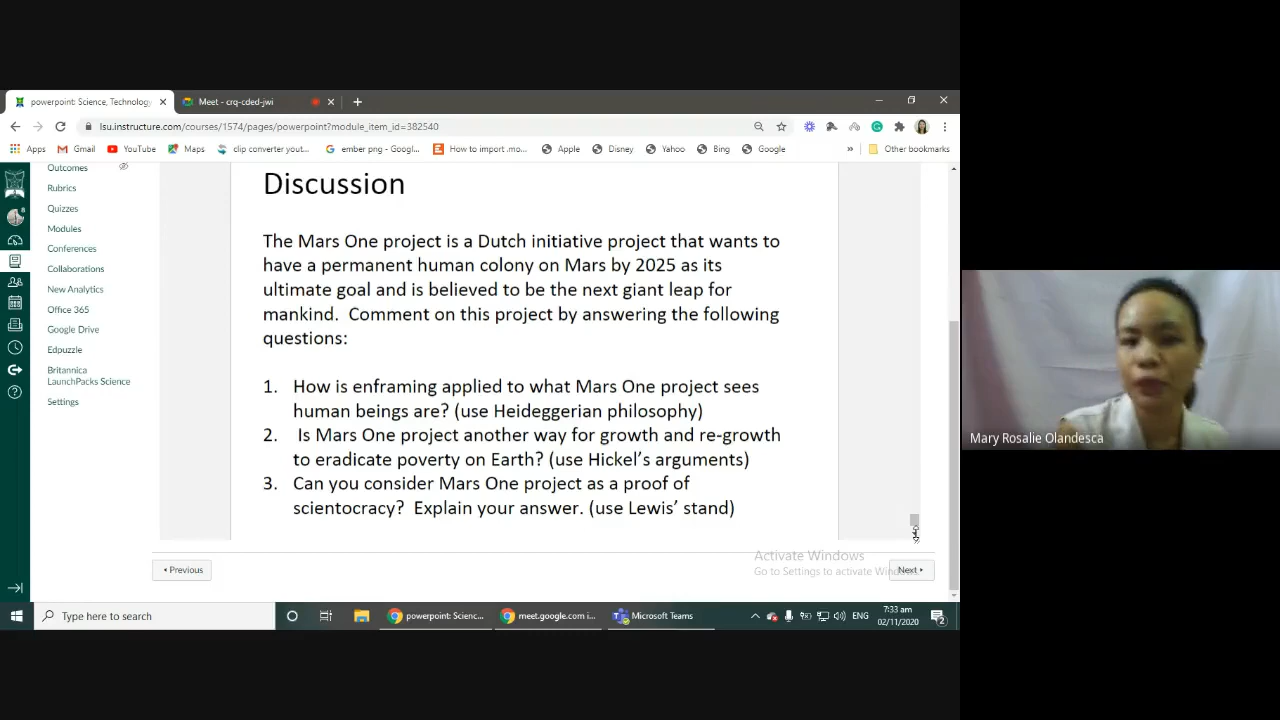 powerpoint: Science, Technology
Meet - crq-cded-jwi
lsu.instructure.com/courses/1574/pages/powerpoint?module_item_id=382540
Apps Gmail YouTube Maps clip converter yout... ember png - Googl... How to import .mo... Apple Disney Yahoo Bing Google » Other bookmarks
Outcomes
Rubrics
Quizzes
Modules
Conferences
Collaborations
New Analytics
Office 365
Google Drive
Edpuzzle
Britannica
LaunchPacks Science
Settings
Discussion
The Mars One project is a Dutch initiative project that wants to
have a permanent human colony on Mars by 2025 as its
ultimate goal and is believed to be the next giant leap for
mankind. Comment on this project by answering the following
questions:
1. How is enframing applied to what Mars One project sees
human beings are? (use Heideggerian philosophy)
2. Is Mars One project another way for growth and re-growth
to eradicate poverty on Earth? (use Hickel's arguments)
3. Can you consider Mars One project as a proof of
scientocracy? Explain your answer. (use Lewis' stand)
Mary Rosalie Olandesca
Activate Windows
Go to Settings to activate Windows.
Previous
Next
Type here to search
powerpoint: Scienc...
meet.google.com i...
Microsoft Teams
ENG
7:33 am
02/11/2020
2
8